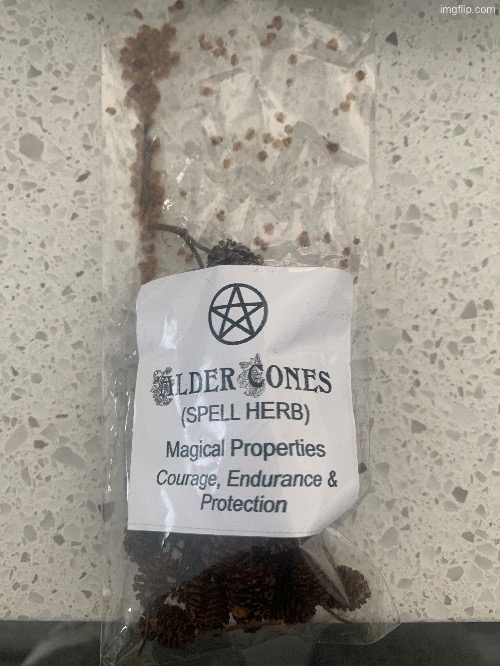 imgflip.com
ALDER CONES
(SPELL HERB)
Magical Properties
Courage, Endurance &
Protection